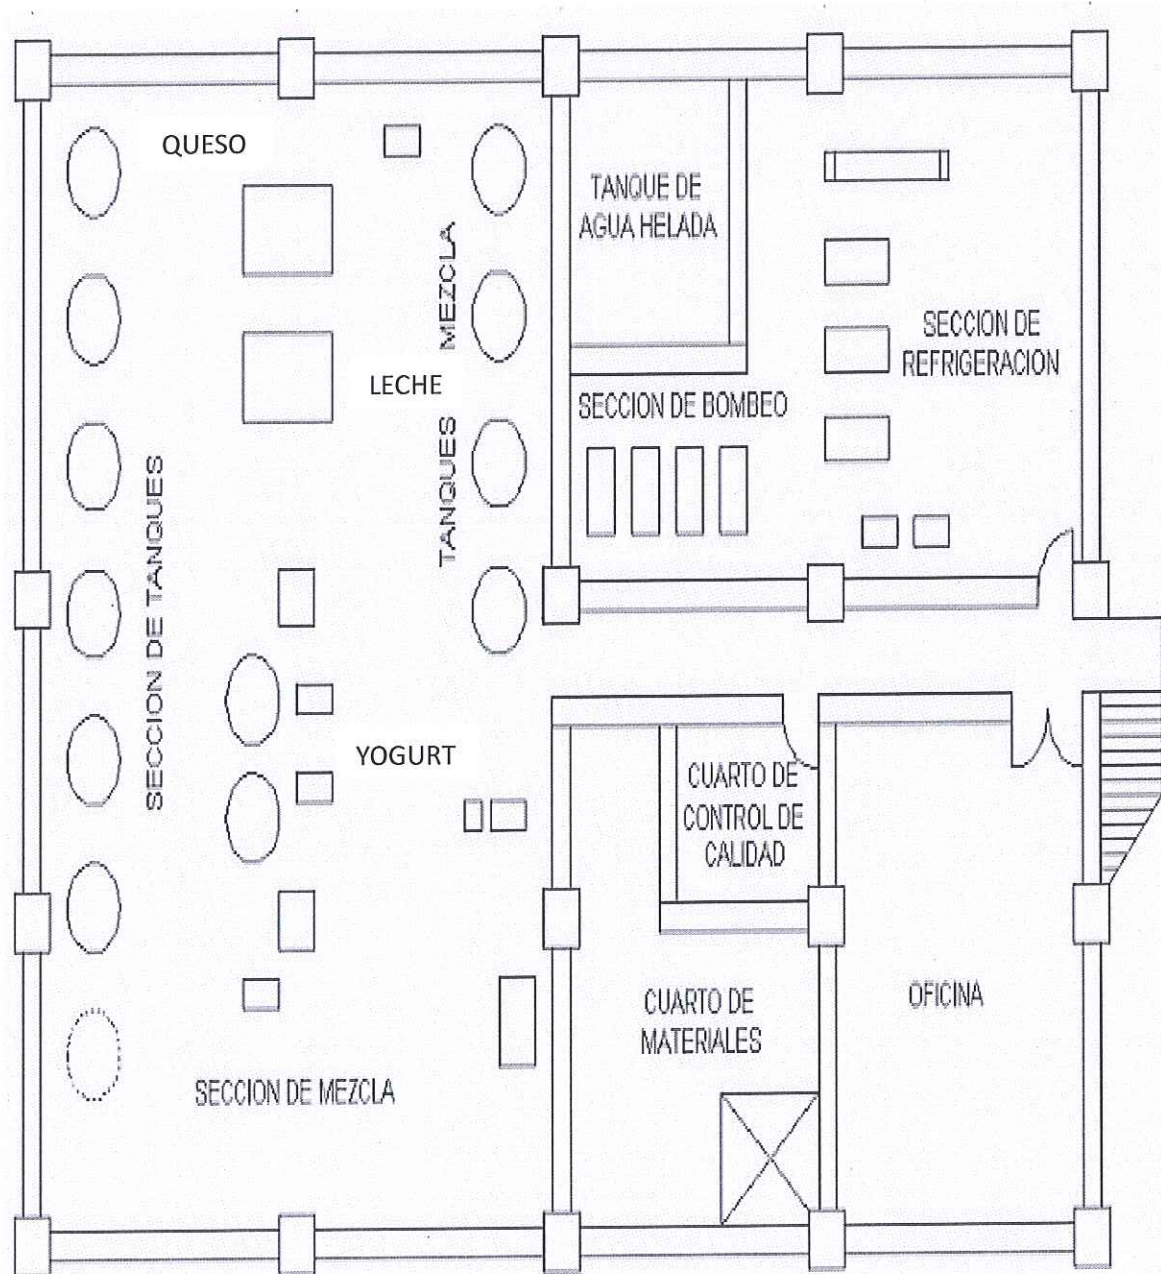 QUESO
TANQUE DE
AGUA HELADA
TANQUES MEZCLA
SECCION DE
REFRIGERACION
LECHE
SECCION DE BOMBEO
SECCION DE TANQUES
YOGURT
CUARTO DE
CONTROL DE
CALIDAD
CUARTO DE
MATERIALES
OFICINA
SECCION DE MEZCLA